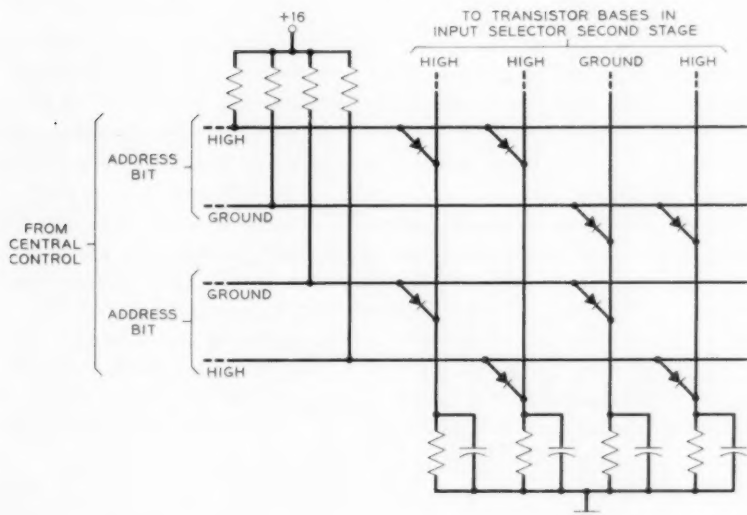 +16
TO TRANSISTOR BASES IN
INPUT SELECTOR SECOND STAGE
HIGH
HIGH
GROUND
HIGH
HIGH
ADDRESS
BIT
GROUND
FROM
CENTRAL
CONTROL
GROUND
ADDRESS
BIT
HIGH